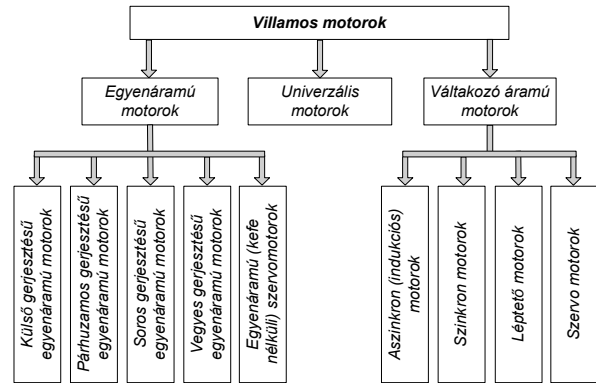 Villamos motorok
Egyenáramú
motorok
Univerzális
motorok
Váltakozó áramú
motorok
Külső gerjesztésű
egyenáramú motorok
Párhuzamos gerjesztésű
egyenáramú motorok
Soros gerjesztésű
egyenáramú motorok
Vegyes gerjesztésű
egyenáramú motorok
Egyenáramú (kefe
nélküli) szervomotorok
Aszinkron (indukciós)
motorok
Szinkron motorok
Léptető motorok
Szervo motorok